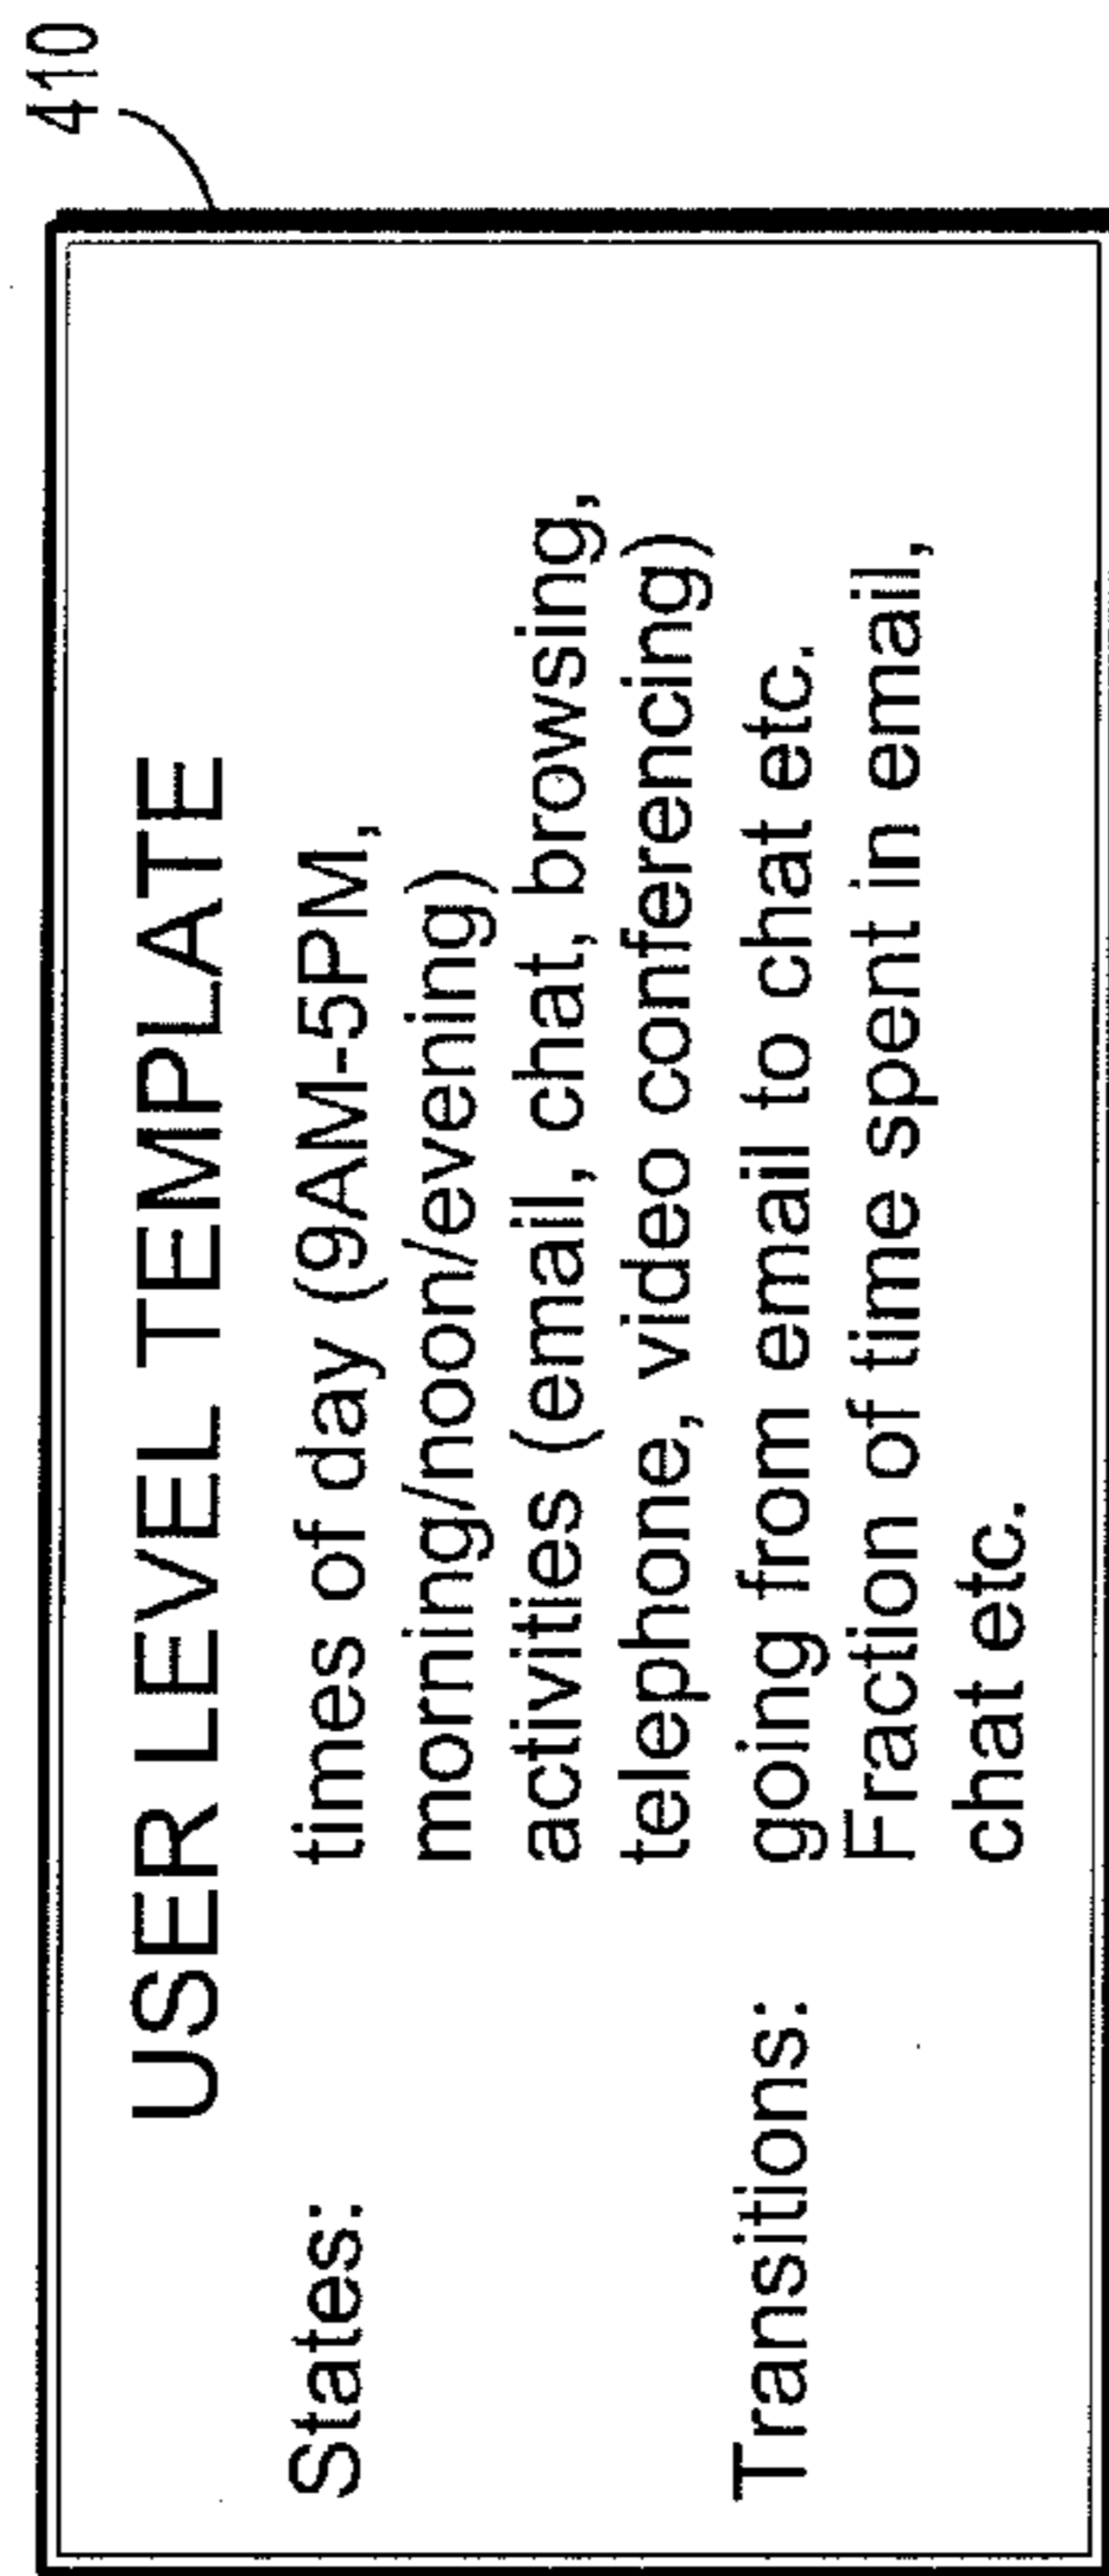 410
USER LEVEL TEMPLATE
States: times of day (9AM-5PM,
morning/noon/evening)
activities (email, chat, browsing,
telephone, video conferencing)
Transitions: going from email to chat etc.
Fraction of time spent in email,
chat etc.